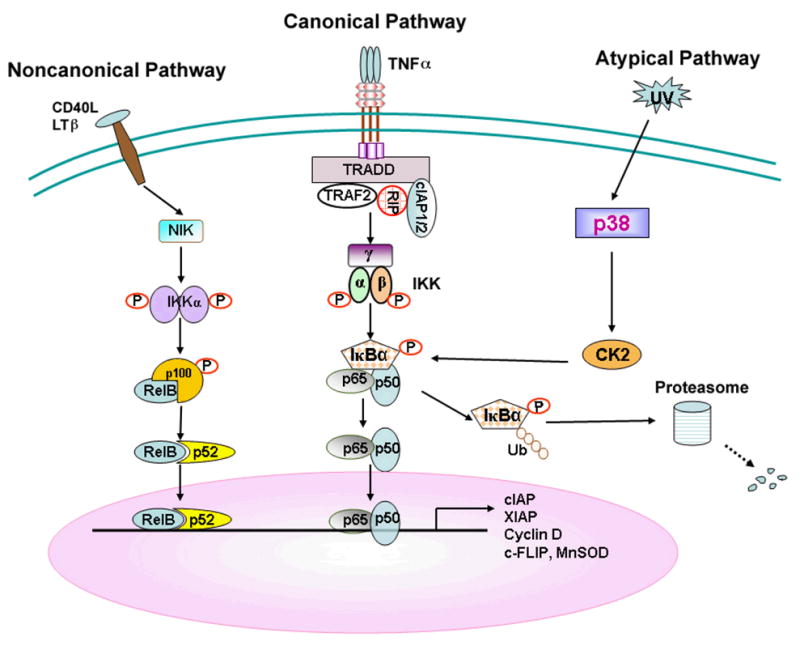 Canonical Pathway
Noncanonical Pathway
Atypical Pathway
TNFα
CD40L
LTβ
UV
TRADD
TRAF2
RIP
cIAP1/2
NIK
p38
γ
α
β
IKK
P
P
P
IKKα
P
IκBα
P
CK2
p100
P
RelB
p65
p50
Proteasome
IκBα
P
Ub
RelB
p52
p65
p50
RelB
p52
p65
p50
cIAP
XIAP
Cyclin D
c-FLIP, MnSOD